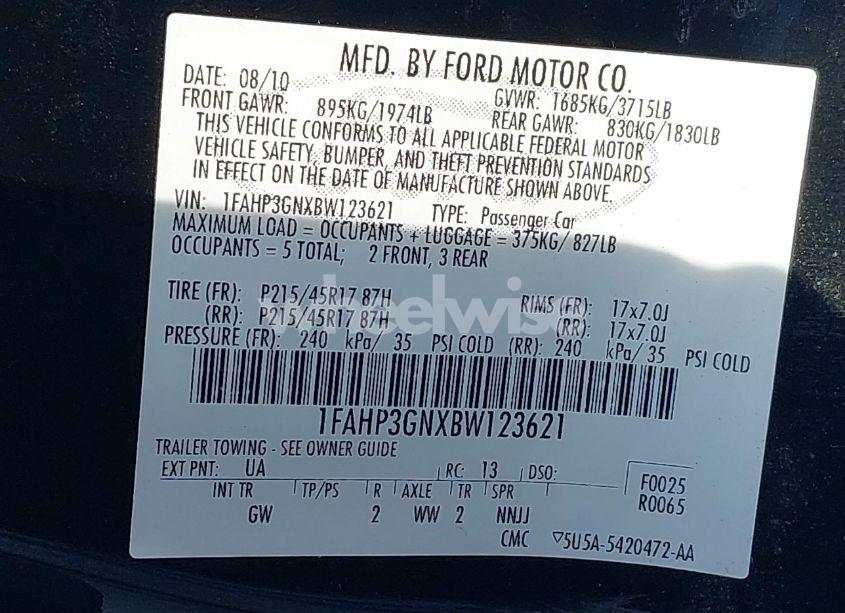 MFD. BY FORD MOTOR CO.
DATE: 08/10 GVWR: 1685KG/3715LB
FRONT GAWR: 895KG/1974LB REAR GAWR: 830KG/1830LB
THIS VEHICLE CONFORMS TO ALL APPLICABLE FEDERAL MOTOR
VEHICLE SAFETY, BUMPER, AND THEFT PREVENTION STANDARDS
IN EFFECT ON THE DATE OF MANUFACTURE SHOWN ABOVE.
VIN: 1FAHP3GNXBW123621 TYPE: Passenger Car
MAXIMUM LOAD = OCCUPANTS + LUGGAGE = 375KG/ 827LB
OCCUPANTS = 5 TOTAL; 2 FRONT, 3 REAR
TIRE (FR): P215/45R17 87H RIMS (FR): 17x7.0J
(RR): P215/45R17 87H (RR): 17x7.0J
PRESSURE (FR): 240 kPa/ 35 PSI COLD (RR): 240 kPa/ 35 PSI COLD
wheelwise
1FAHP3GNXBW123621
TRAILER TOWING - SEE OWNER GUIDE
EXT PNT: UA RC: 13 DSO: F0025
INT TR TP/PS R AXLE TR SPR R0065
GW 2 WW 2 NNJJ
CMC ▽5U5A-5420472-AA